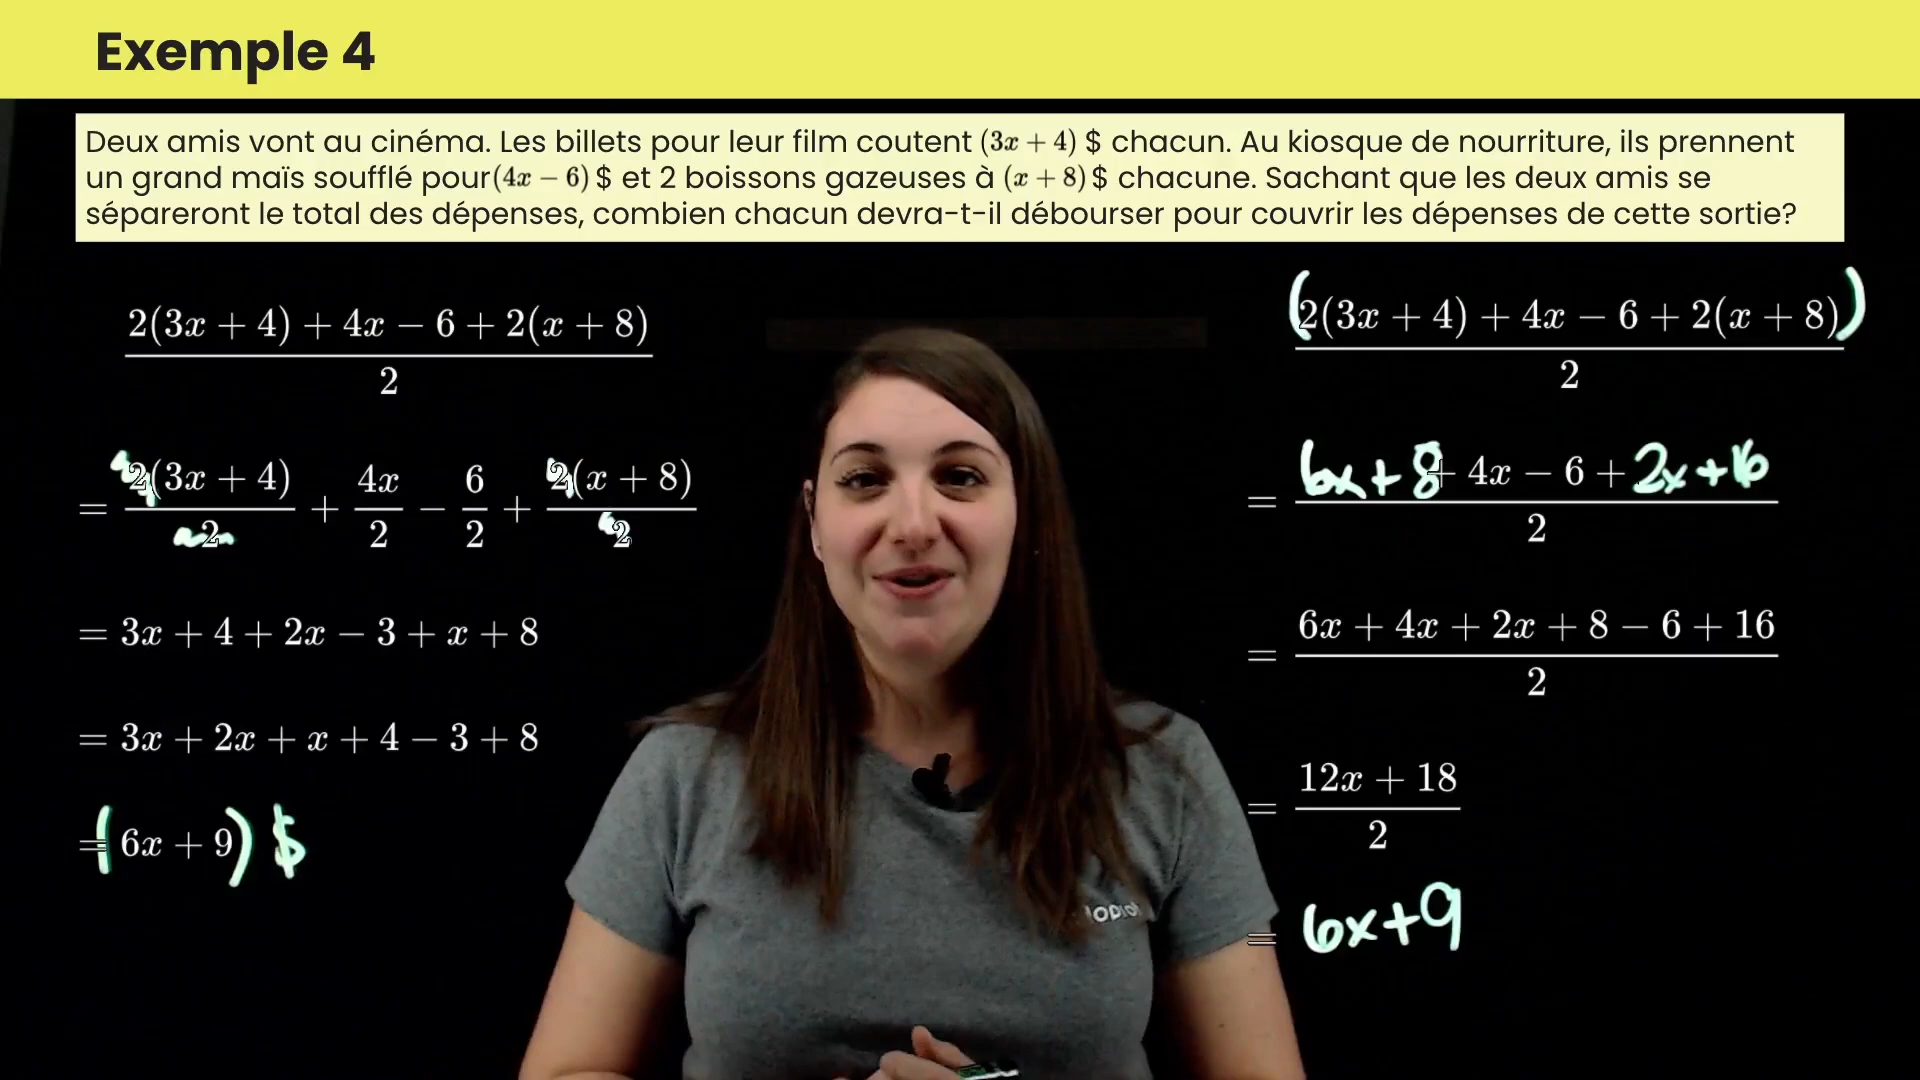 Exemple 4
Deux amis vont au cinéma. Les billets pour leur film coutent (3x + 4) $ chacun. Au kiosque de nourriture, ils prennent
un grand maïs soufflé pour (4x − 6) $ et 2 boissons gazeuses à (x + 8) $ chacune. Sachant que les deux amis se
sépareront le total des dépenses, combien chacun devra-t-il débourser pour couvrir les dépenses de cette sortie?
2(3x + 4) + 4x − 6 + 2(x + 8)
2
= 2(3x + 4) + 4x − 6 + 2(x + 8)
2 2 2 2
= 3x + 4 + 2x − 3 + x + 8
= 3x + 2x + x + 4 − 3 + 8
= (6x + 9) $
(2(3x + 4) + 4x − 6 + 2(x + 8))
2
= 6x + 8 + 4x − 6 + 2x + 16
2
= 6x + 4x + 2x + 8 − 6 + 16
2
= 12x + 18
2
= 6x + 9